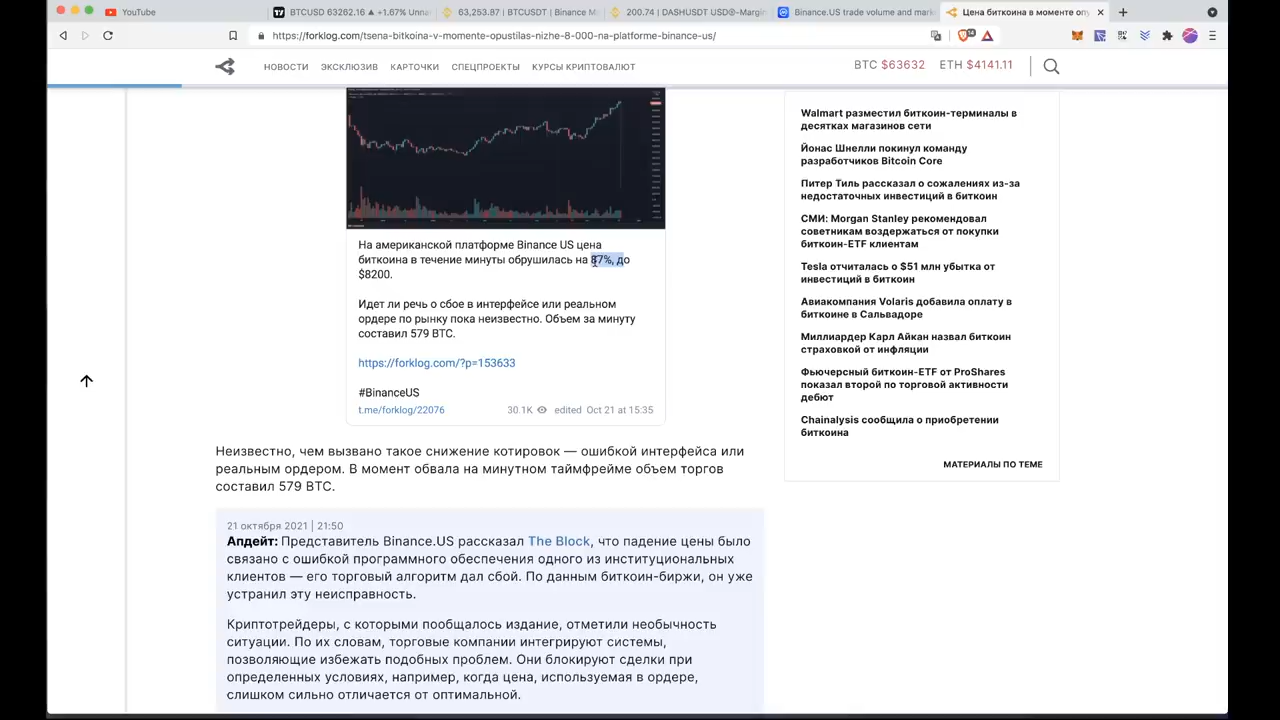 YouTube
BTCUSD 63262.16 ▲ +1.67% Unna
63,253.87 | BTCUSDT | Binance M
200.74 | DASHUSDT USD®-Margin
Binance.US trade volume and mark
Цена биткоина в моменте опу
https://forklog.com/tsena-bitkoina-v-momente-opustilas-nizhe-8-000-na-platforme-binance-us/
НОВОСТИ ЭКСКЛЮЗИВ КАРТОЧКИ СПЕЦПРОЕКТЫ КУРСЫ КРИПТОВАЛЮТ
BTC $63632 ETH $4141.11
На американской платформе Binance US цена
биткоина в течение минуты обрушилась на 87%, до
$8200.
Идет ли речь о сбое в интерфейсе или реальном
ордере по рынку пока неизвестно. Объем за минуту
составил 579 BTC.
https://forklog.com/?p=153633
#BinanceUS
t.me/forklog/22076 30.1K edited Oct 21 at 15:35
Неизвестно, чем вызвано такое снижение котировок — ошибкой интерфейса или
реальным ордером. В момент обвала на минутном таймфрейме объем торгов
составил 579 BTC.
21 октября 2021 | 21:50
Апдейт: Представитель Binance.US рассказал The Block, что падение цены было
связано с ошибкой программного обеспечения одного из институциональных
клиентов — его торговый алгоритм дал сбой. По данным биткоин-биржи, он уже
устранил эту неисправность.
Криптотрейдеры, с которыми пообщалось издание, отметили необычность
ситуации. По их словам, торговые компании интегрируют системы,
позволяющие избежать подобных проблем. Они блокируют сделки при
определенных условиях, например, когда цена, используемая в ордере,
слишком сильно отличается от оптимальной.
Walmart разместил биткоин-терминалы в
десятках магазинов сети
Йонас Шнелли покинул команду
разработчиков Bitcoin Core
Питер Тиль рассказал о сожалениях из-за
недостаточных инвестиций в биткоин
СМИ: Morgan Stanley рекомендовал
советникам воздержаться от покупки
биткоин-ETF клиентам
Tesla отчиталась о $51 млн убытка от
инвестиций в биткоин
Авиакомпания Volaris добавила оплату в
биткоине в Сальвадоре
Миллиардер Карл Айкан назвал биткоин
страховкой от инфляции
Фьючерсный биткоин-ETF от ProShares
показал второй по торговой активности
дебют
Chainalysis сообщила о приобретении
биткоина
МАТЕРИАЛЫ ПО ТЕМЕ